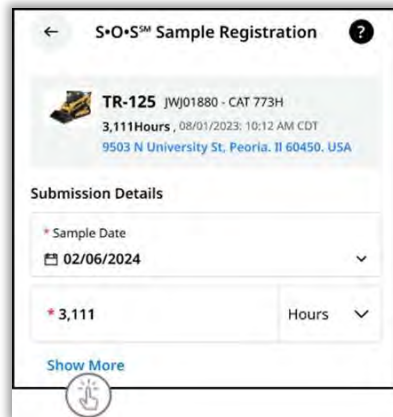 ← S•O•S℠ Sample Registration ?
TR-125 JWJ01880 - CAT 773H
3,111Hours , 08/01/2023; 10:12 AM CDT
9503 N University St, Peoria. Il 60450. USA
Submission Details
* Sample Date
02/06/2024
* 3,111 Hours
Show More